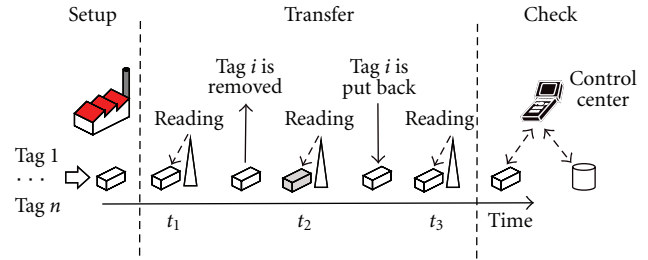 Setup
Transfer
Check
Tag i is
removed
Tag i is
put back
Control
center
Reading
Reading
Reading
Tag 1
. . .
Tag n
t1
t2
t3
Time